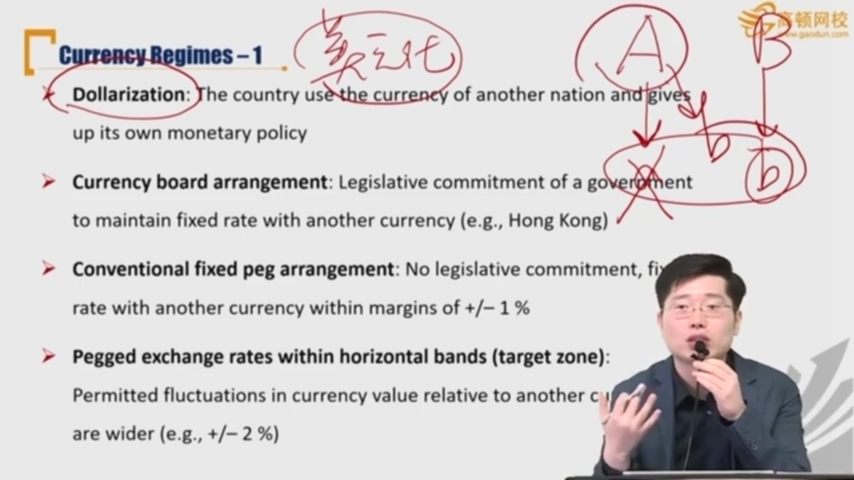 高顿网校
www.gaodun.com
Currency Regimes – 1
美元化
A
B
Dollarization: The country use the currency of another nation and gives
up its own monetary policy
b
b
Currency board arrangement: Legislative commitment of a government
to maintain fixed rate with another currency (e.g., Hong Kong)
Conventional fixed peg arrangement: No legislative commitment,
rate with another currency within margins of +/– 1 %
Pegged exchange rates within horizontal bands (target zone):
Permitted fluctuations in currency value relative to another
are wider (e.g., +/– 2 %)